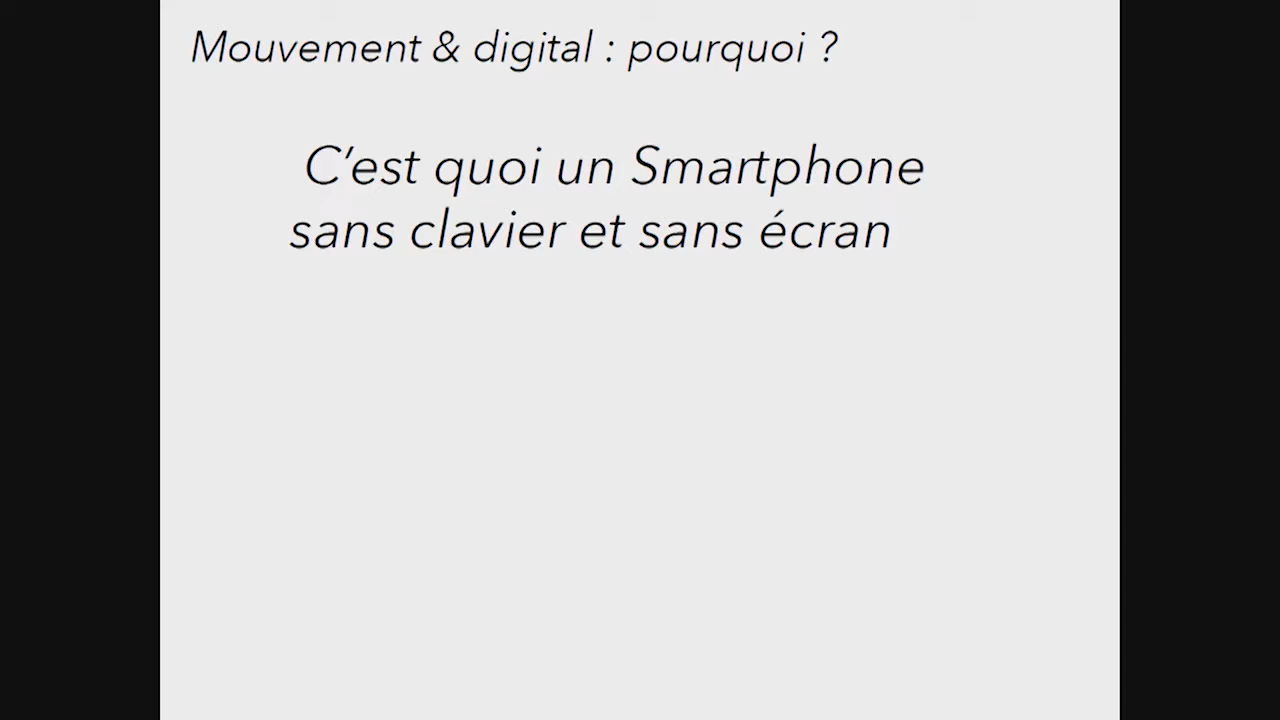 Mouvement & digital : pourquoi ?
C’est quoi un Smartphone
sans clavier et sans écran